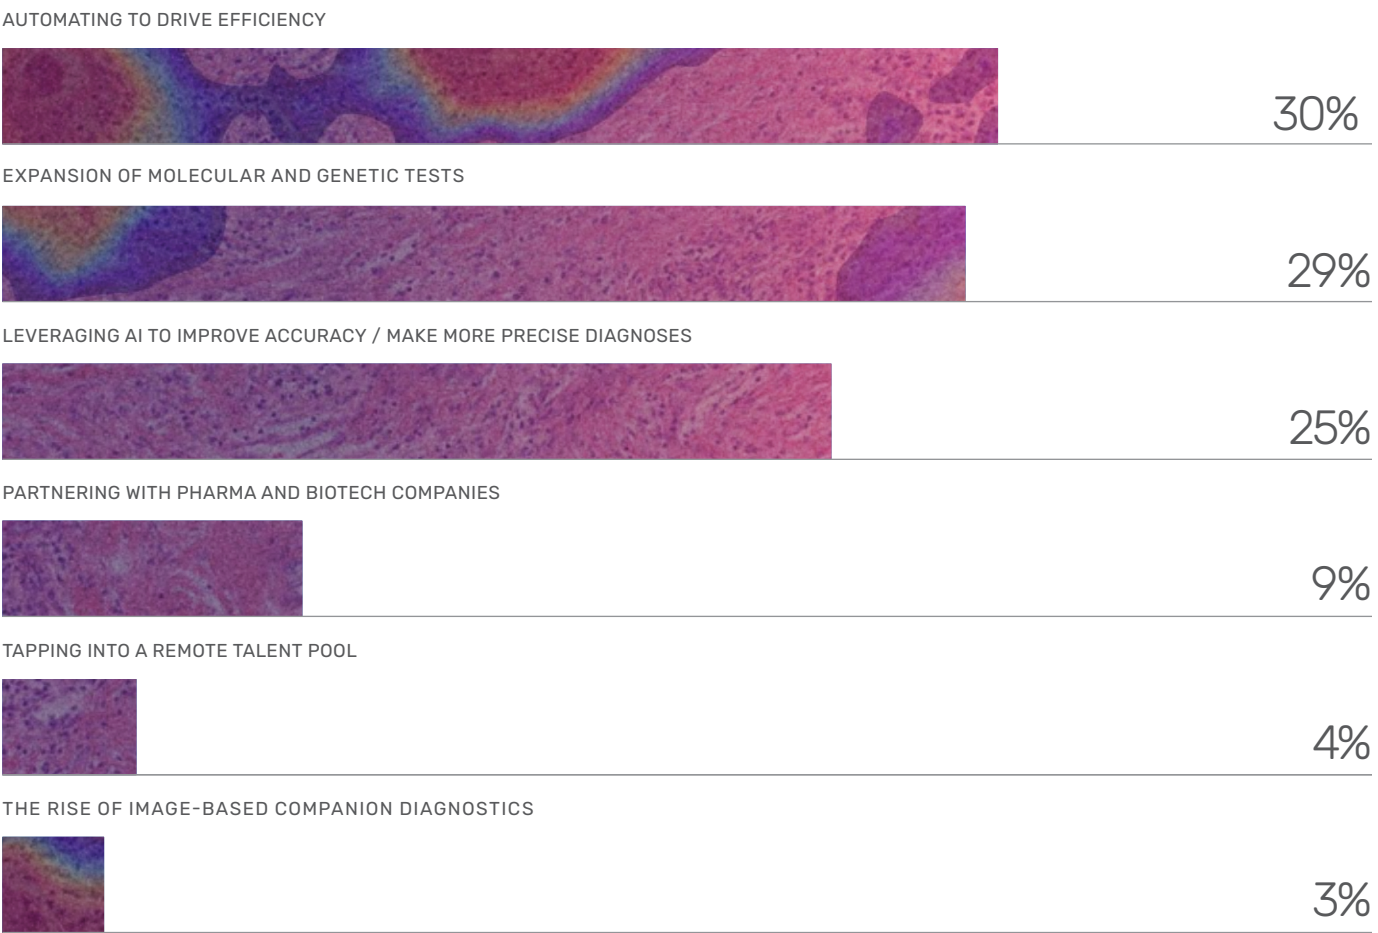 AUTOMATING TO DRIVE EFFICIENCY
30%
EXPANSION OF MOLECULAR AND GENETIC TESTS
29%
LEVERAGING AI TO IMPROVE ACCURACY / MAKE MORE PRECISE DIAGNOSES
25%
PARTNERING WITH PHARMA AND BIOTECH COMPANIES
9%
TAPPING INTO A REMOTE TALENT POOL
4%
THE RISE OF IMAGE-BASED COMPANION DIAGNOSTICS
3%